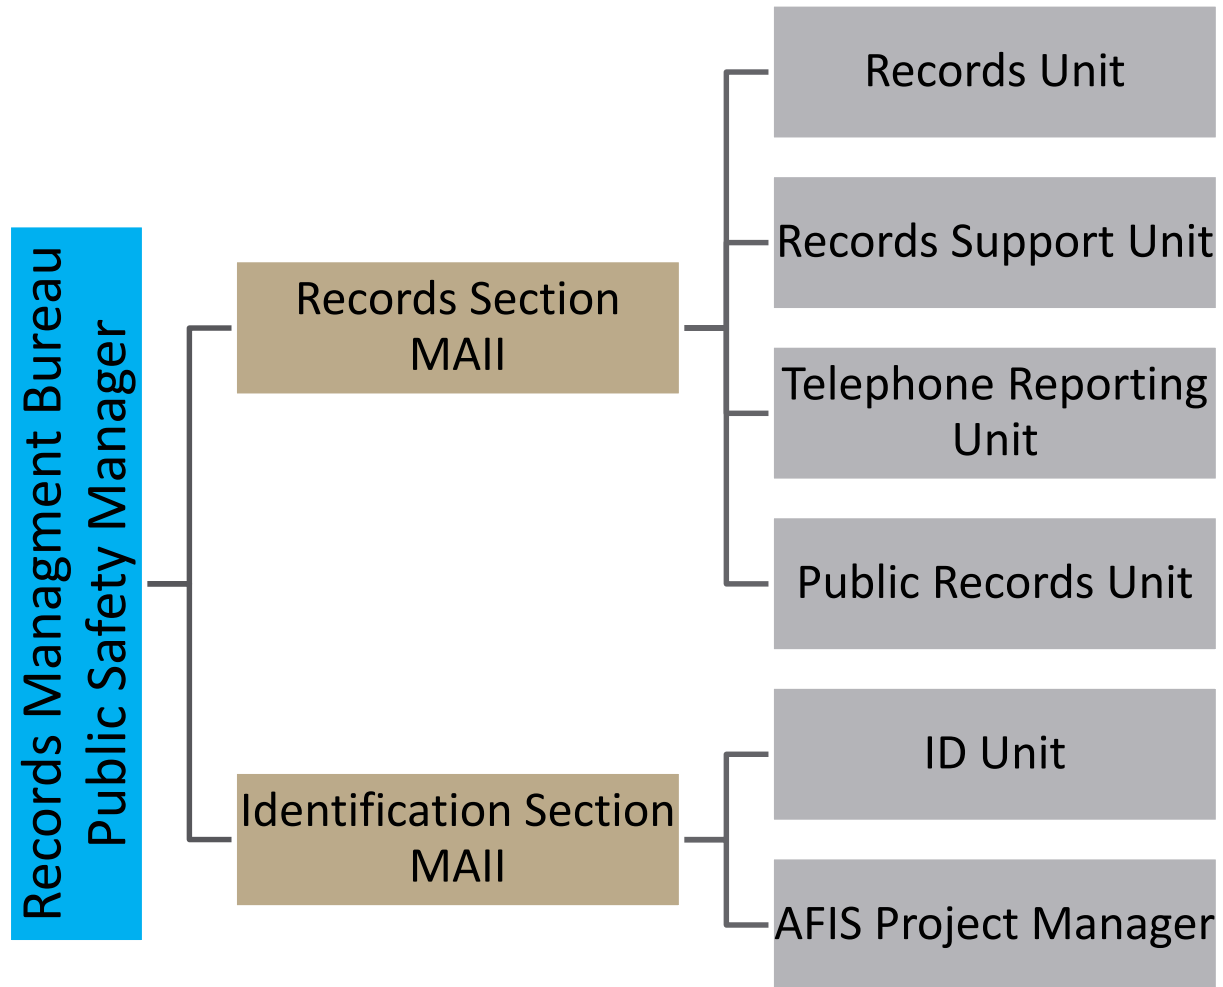 Records Managment Bureau
Public Safety Manager
Records Section
MAII
Records Unit
Records Support Unit
Telephone Reporting
Unit
Public Records Unit
Identification Section
MAII
ID Unit
AFIS Project Manager